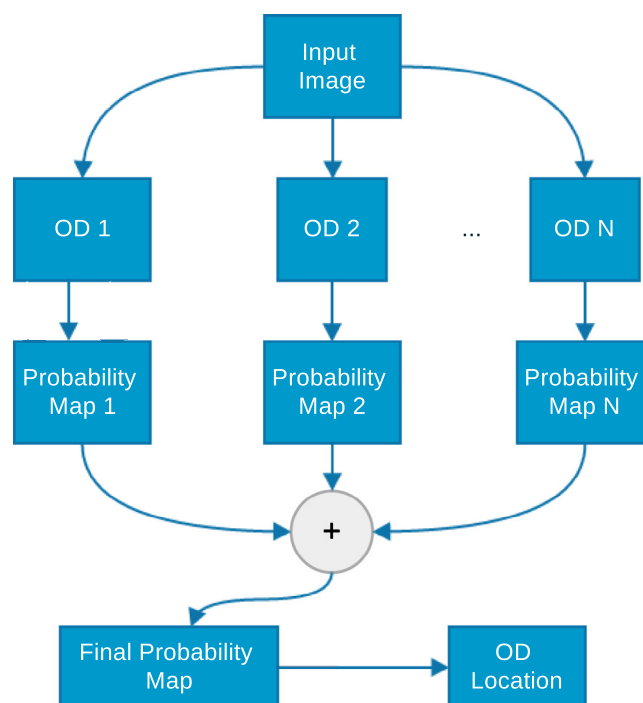 Input
Image
OD 1
OD 2
...
OD N
Probability
Map 1
Probability
Map 2
Probability
Map N
+
Final Probability
Map
OD
Location